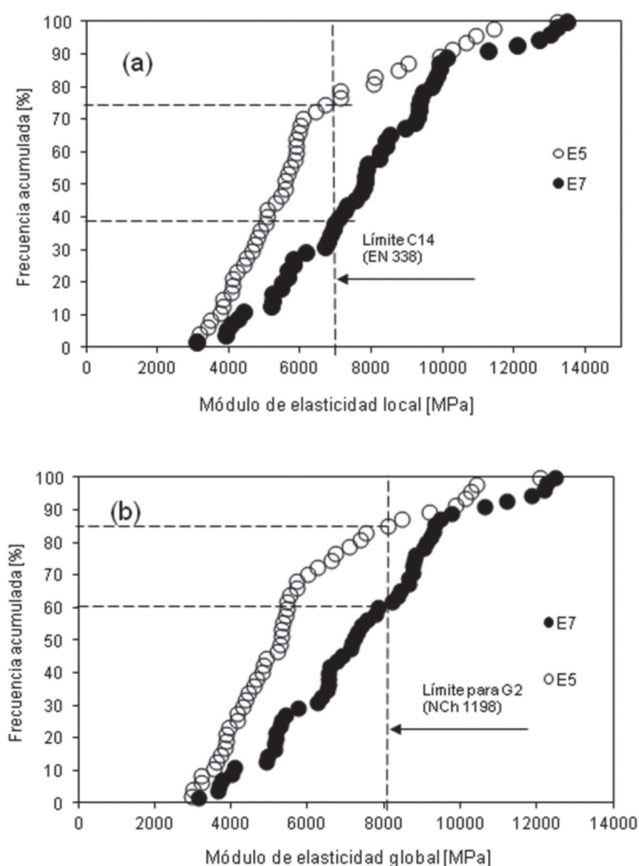 100
90
80
70
60
50
40
30
20
10
0
Frecuencia acumulada [%]
(a)
E5
E7
Límite C14
(EN 338)
0 2000 4000 6000 8000 10000 12000 14000
Módulo de elasticidad local [MPa]
100
90
80
70
60
50
40
30
20
10
0
Frecuencia acumulada [%]
(b)
E7
E5
Límite para G2
(NCh 1198)
0 2000 4000 6000 8000 10000 12000 14000
Módulo de elasticidad global [MPa]